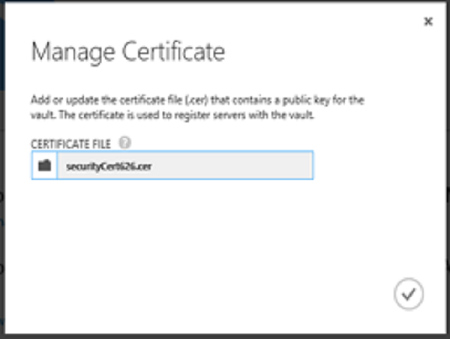 Manage Certificate
Add or update the certificate file (.cer) that contains a public key for the
vault. The certificate is used to register servers with the vault.
CERTIFICATE FILE ?
securityCert626.cer